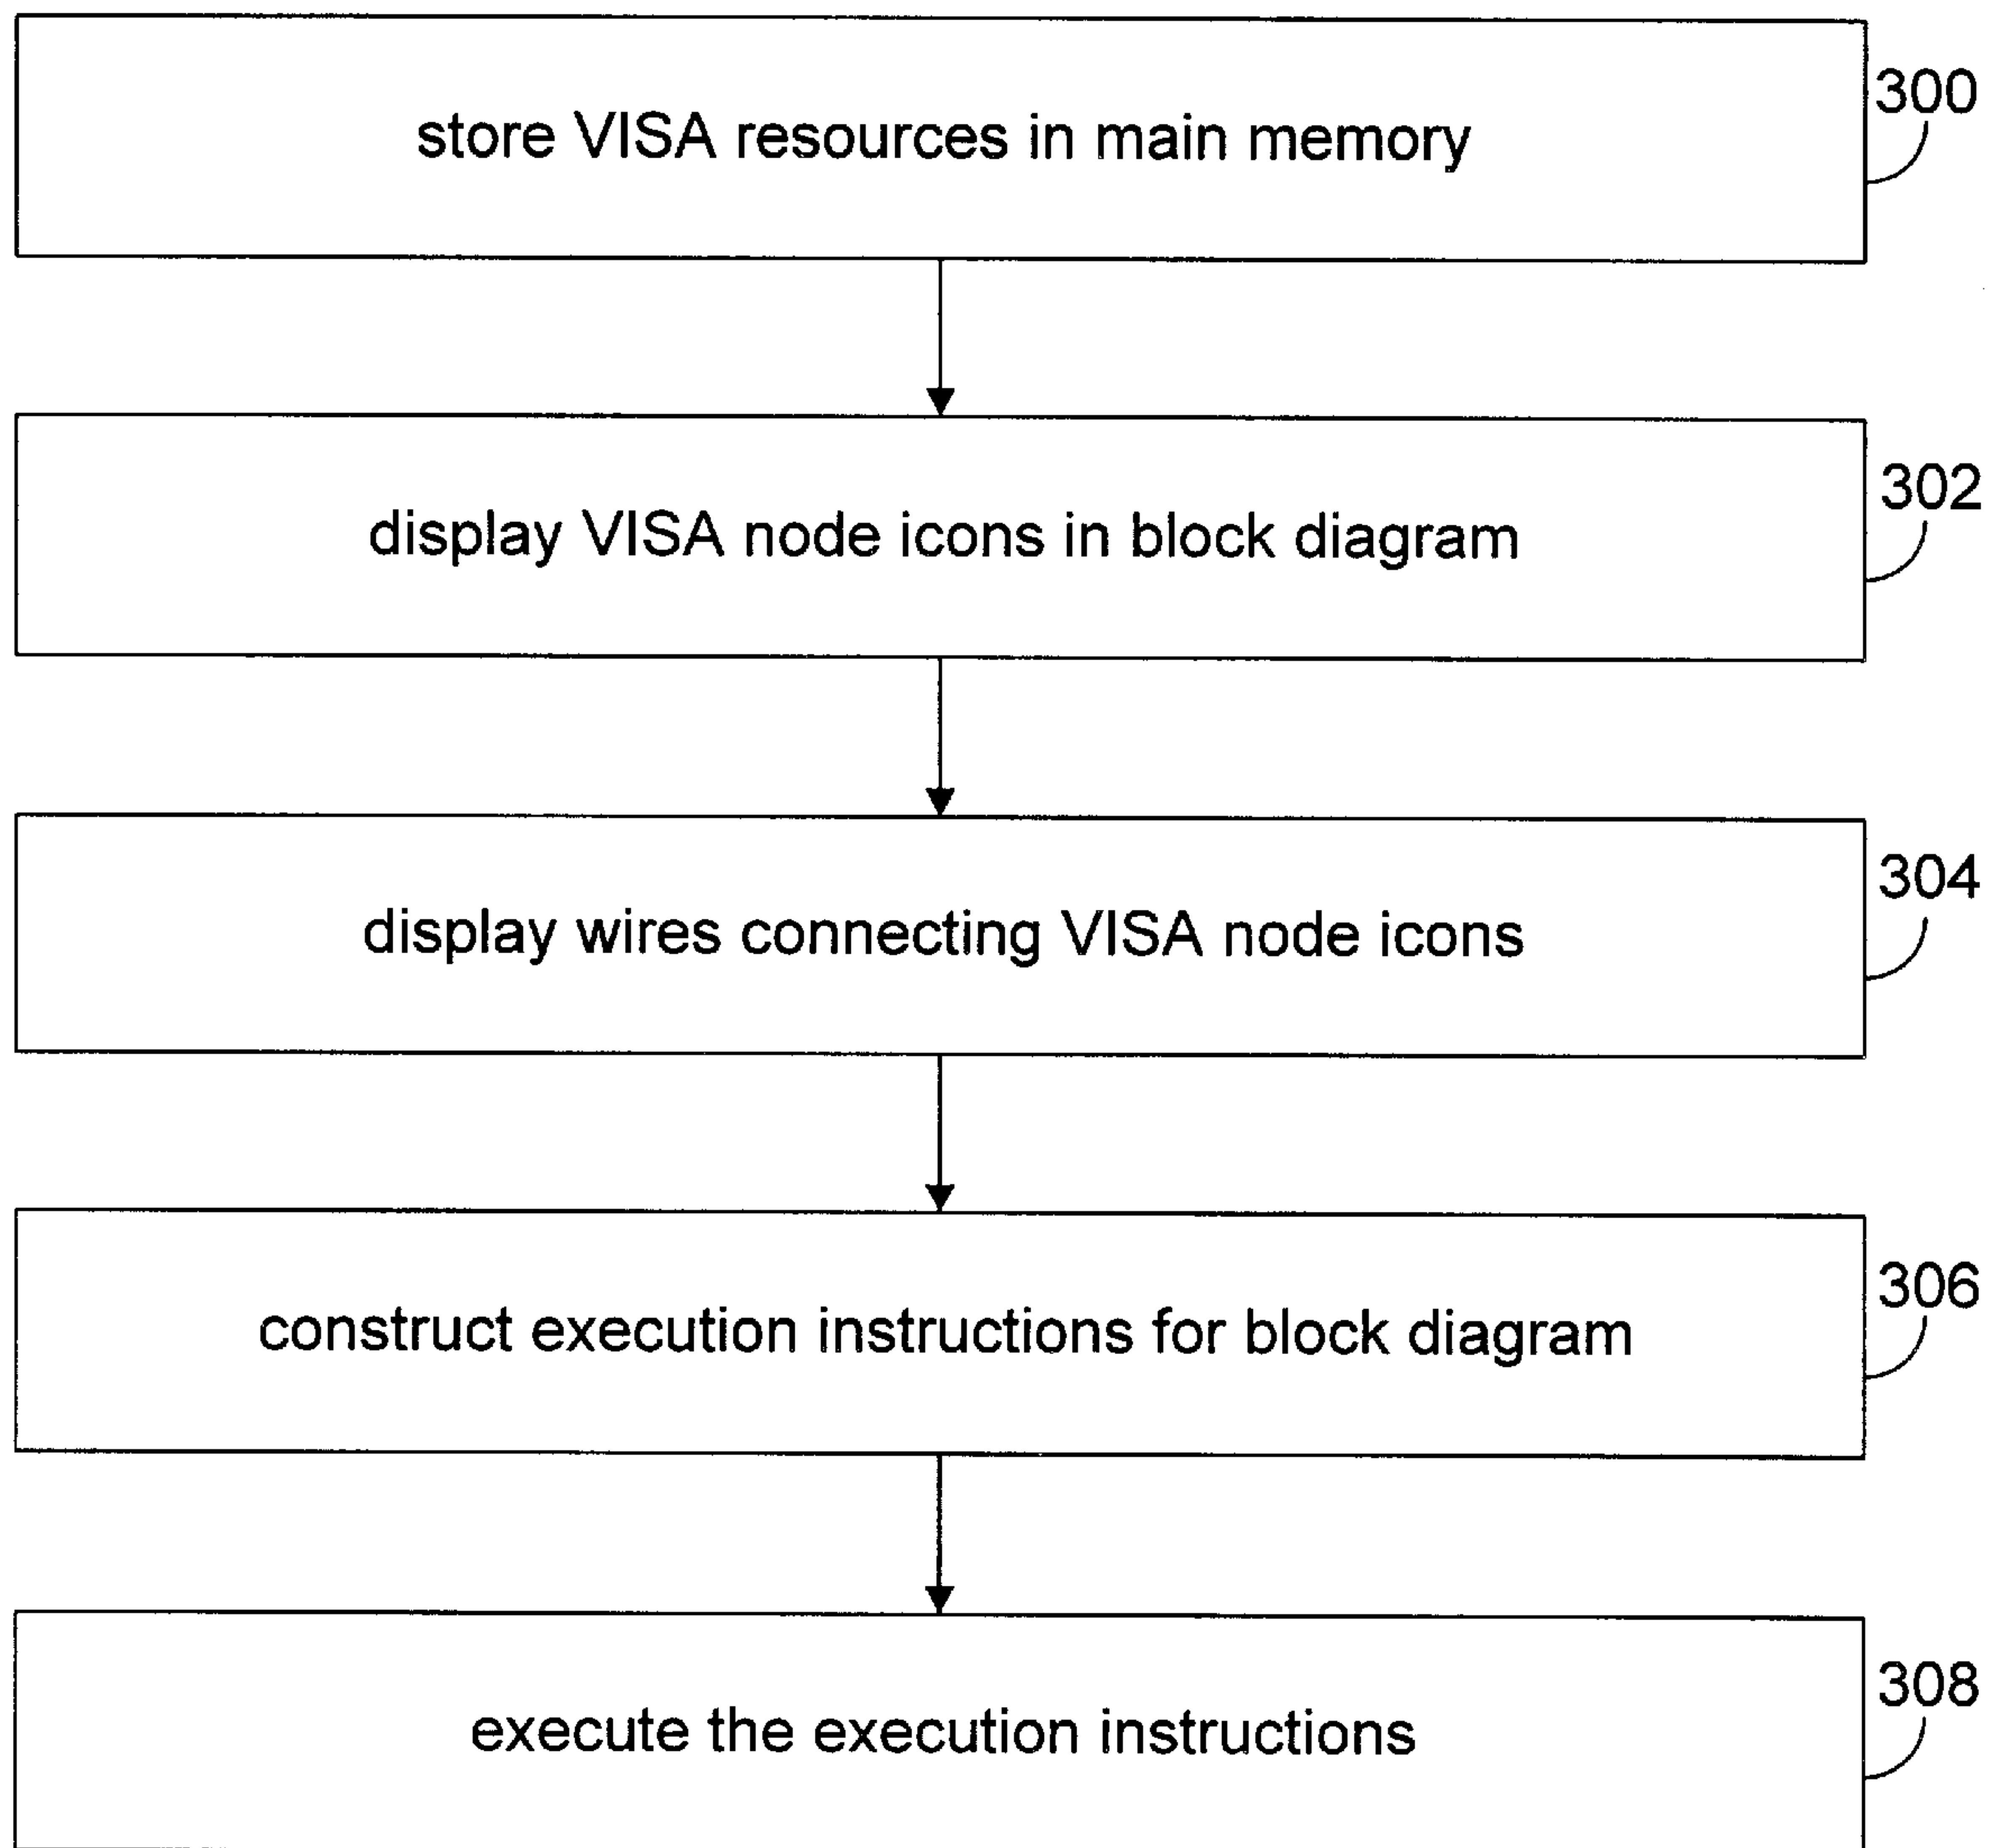 store VISA resources in main memory
300
display VISA node icons in block diagram
302
display wires connecting VISA node icons
304
construct execution instructions for block diagram
306
execute the execution instructions
308